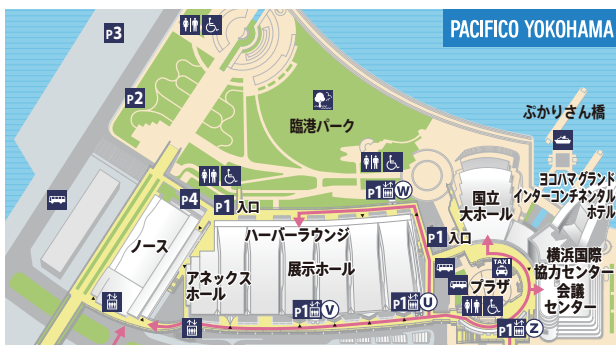 PACIFICO YOKOHAMA
P3
P2
臨港パーク
ぷかりさん橋
ヨコハマ グランド
インターコンチネンタル
ホテル
P1 W
国立
大ホール
P4
P1 入口
P1 入口
ノース
ハーバーラウンジ
展示ホール
アネックス
ホール
TAXI
プラザ
横浜国際
協力センター
会議
センター
P1 V
P1 U
P1 Z